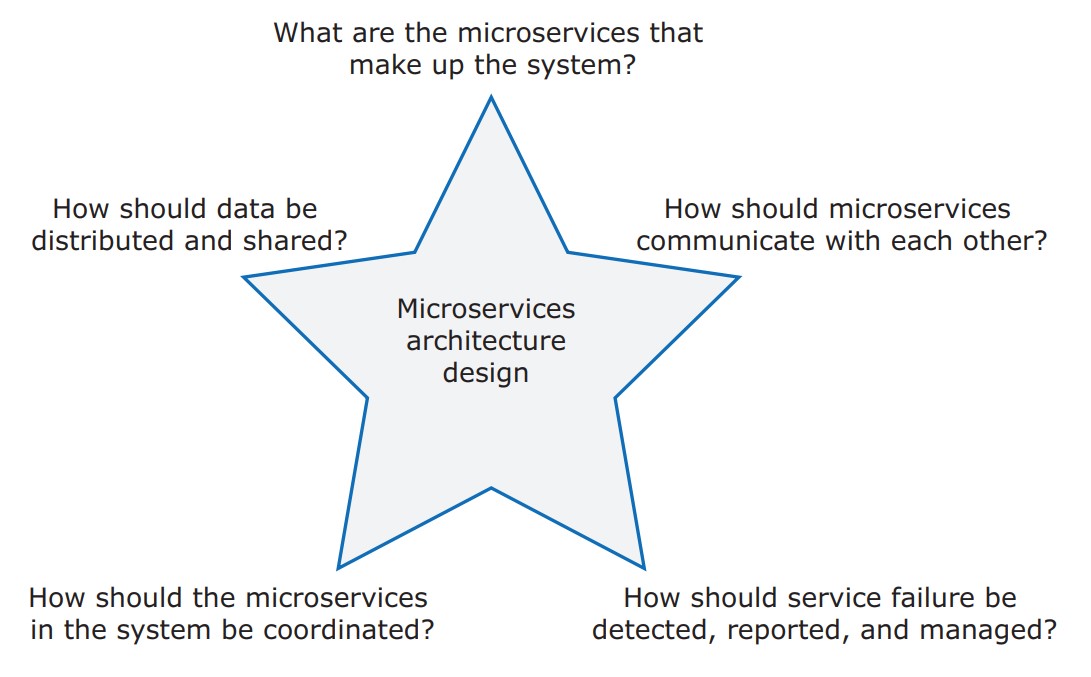 What are the microservices that
make up the system?
How should data be
distributed and shared?
How should microservices
communicate with each other?
Microservices
architecture
design
How should the microservices
in the system be coordinated?
How should service failure be
detected, reported, and managed?